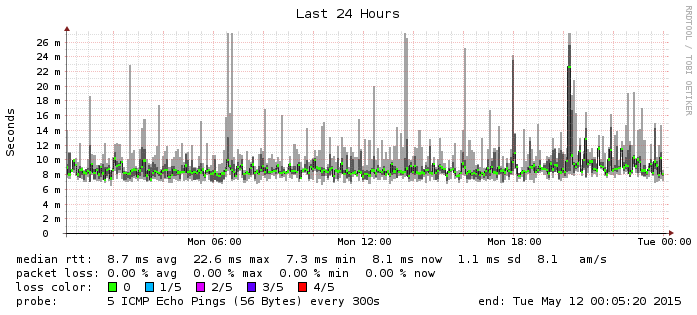 Last 24 Hours
RRDTOOL / TOBI OETIKER
Seconds
26 m
24 m
22 m
20 m
18 m
16 m
14 m
12 m
10 m
8 m
6 m
4 m
2 m
0
Mon 06:00 Mon 12:00 Mon 18:00 Tue 00:00
median rtt: 8.7 ms avg 22.6 ms max 7.3 ms min 8.1 ms now 1.1 ms sd 8.1 am/s
packet loss: 0.00 % avg 0.00 % max 0.00 % min 0.00 % now
loss color: 0 1/5 2/5 3/5 4/5
probe: 5 ICMP Echo Pings (56 Bytes) every 300s end: Tue May 12 00:05:20 2015